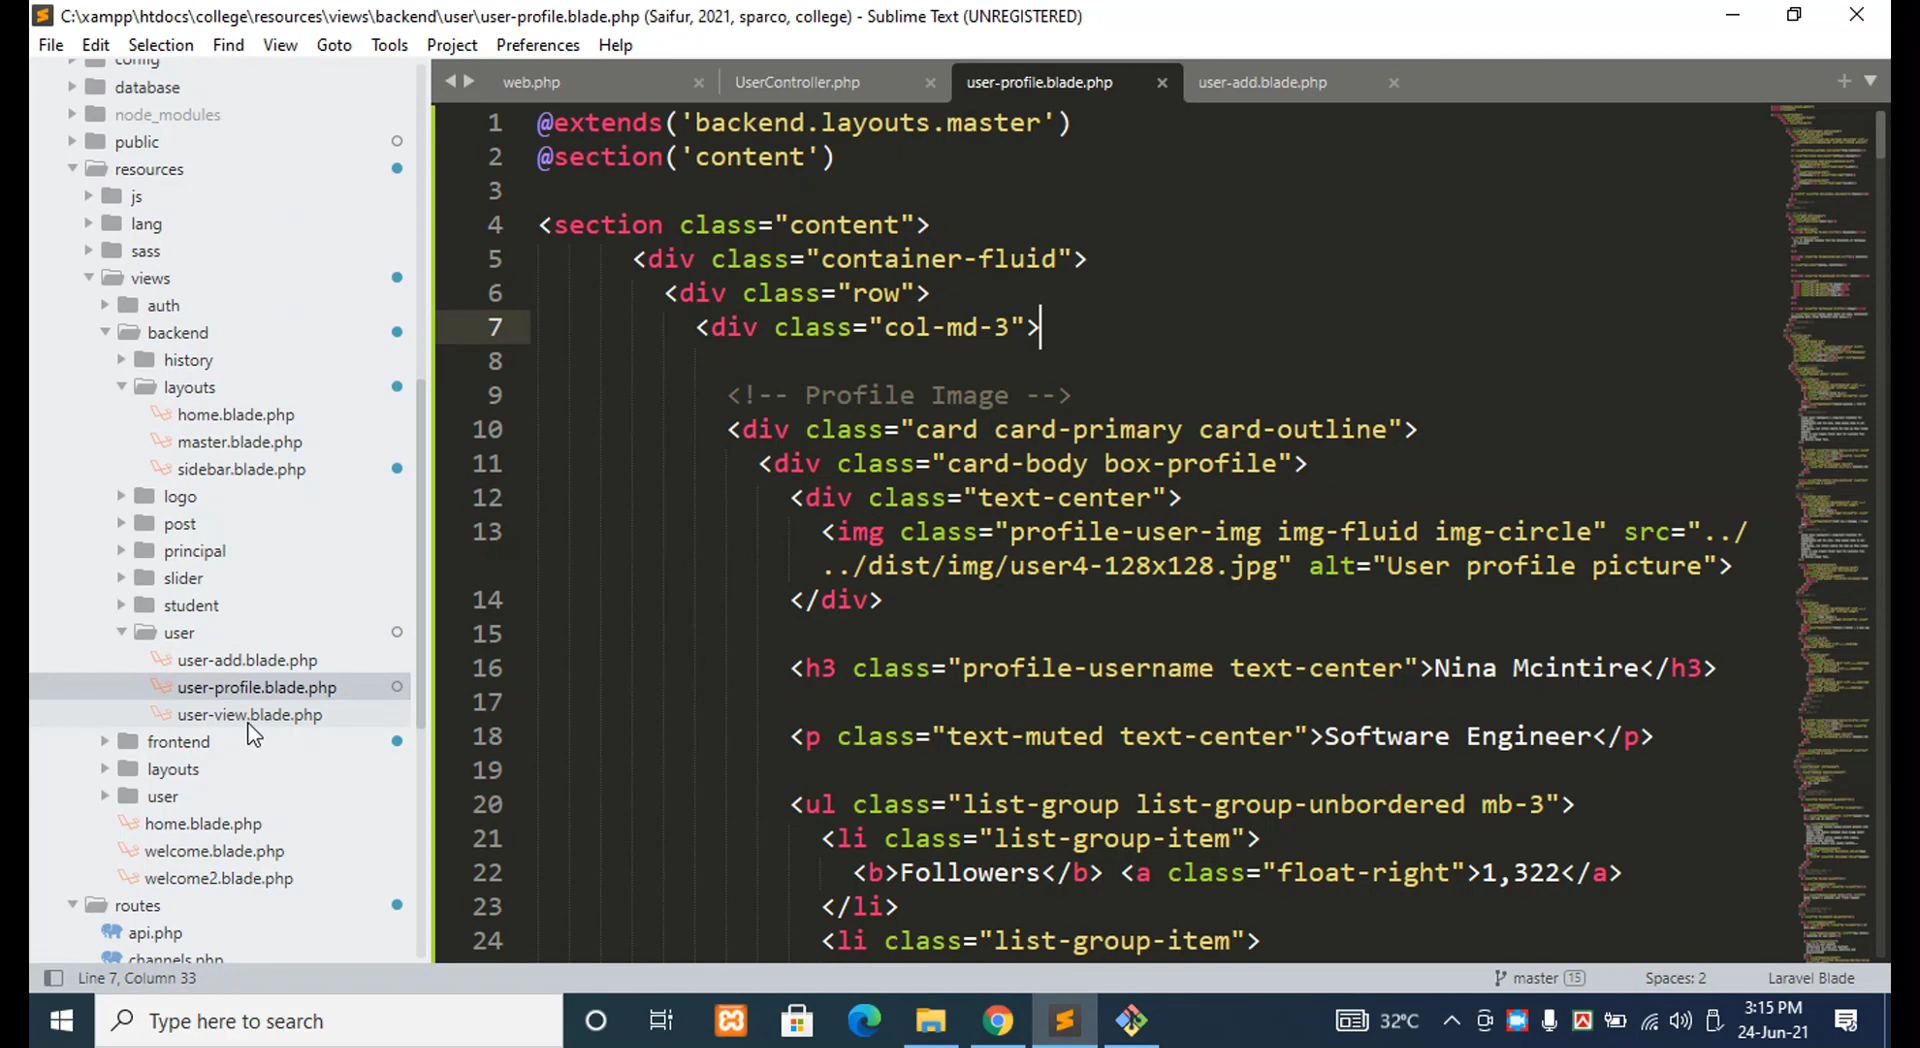 C:\xampp\htdocs\college\resources\views\backend\user\user-profile.blade.php (Saifur, 2021, sparco, college) - Sublime Text (UNREGISTERED)
File Edit Selection Find View Goto Tools Project Preferences Help
config
database
node_modules
public
resources
js
lang
sass
views
auth
backend
history
layouts
home.blade.php
master.blade.php
sidebar.blade.php
logo
post
principal
slider
student
user
user-add.blade.php
user-profile.blade.php
user-view.blade.php
frontend
layouts
user
home.blade.php
welcome.blade.php
welcome2.blade.php
routes
api.php
channels.php
web.php UserController.php user-profile.blade.php user-add.blade.php
1 @extends('backend.layouts.master')
2 @section('content')
3
4 <section class="content">
5 <div class="container-fluid">
6 <div class="row">
7 <div class="col-md-3">
8
9 <!-- Profile Image -->
10 <div class="card card-primary card-outline">
11 <div class="card-body box-profile">
12 <div class="text-center">
13 <img class="profile-user-img img-fluid img-circle" src="../
../dist/img/user4-128x128.jpg" alt="User profile picture">
14 </div>
15
16 <h3 class="profile-username text-center">Nina Mcintire</h3>
17
18 <p class="text-muted text-center">Software Engineer</p>
19
20 <ul class="list-group list-group-unbordered mb-3">
21 <li class="list-group-item">
22 <b>Followers</b> <a class="float-right">1,322</a>
23 </li>
24 <li class="list-group-item">
Line 7, Column 33 master 15 Spaces: 2 Laravel Blade
Type here to search 32°C 3:15 PM
24-Jun-21